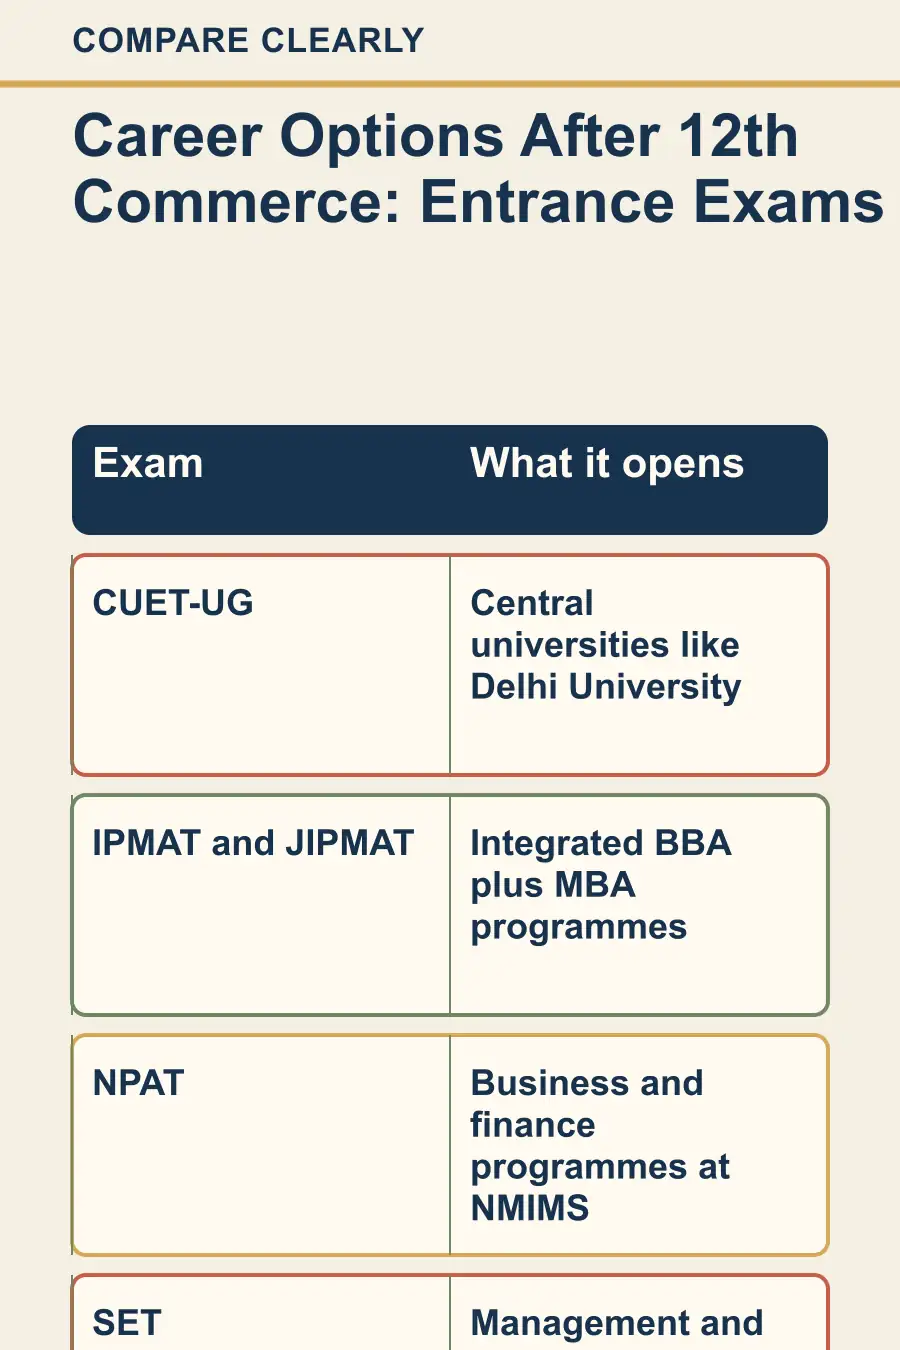 COMPARE CLEARLY
Career Options After 12th
Commerce: Entrance Exams
Exam
What it opens
CUET-UG
Central
universities like
Delhi University
IPMAT and JIPMAT
Integrated BBA
plus MBA
programmes
NPAT
Business and
finance
programmes at
NMIMS
SET
Management and